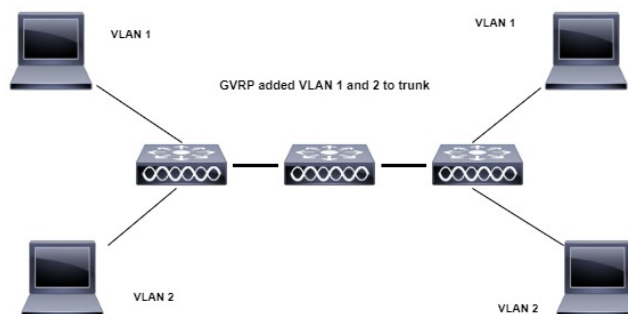 VLAN 1
VLAN 1
GVRP added VLAN 1 and 2 to trunk
VLAN 2
VLAN 2